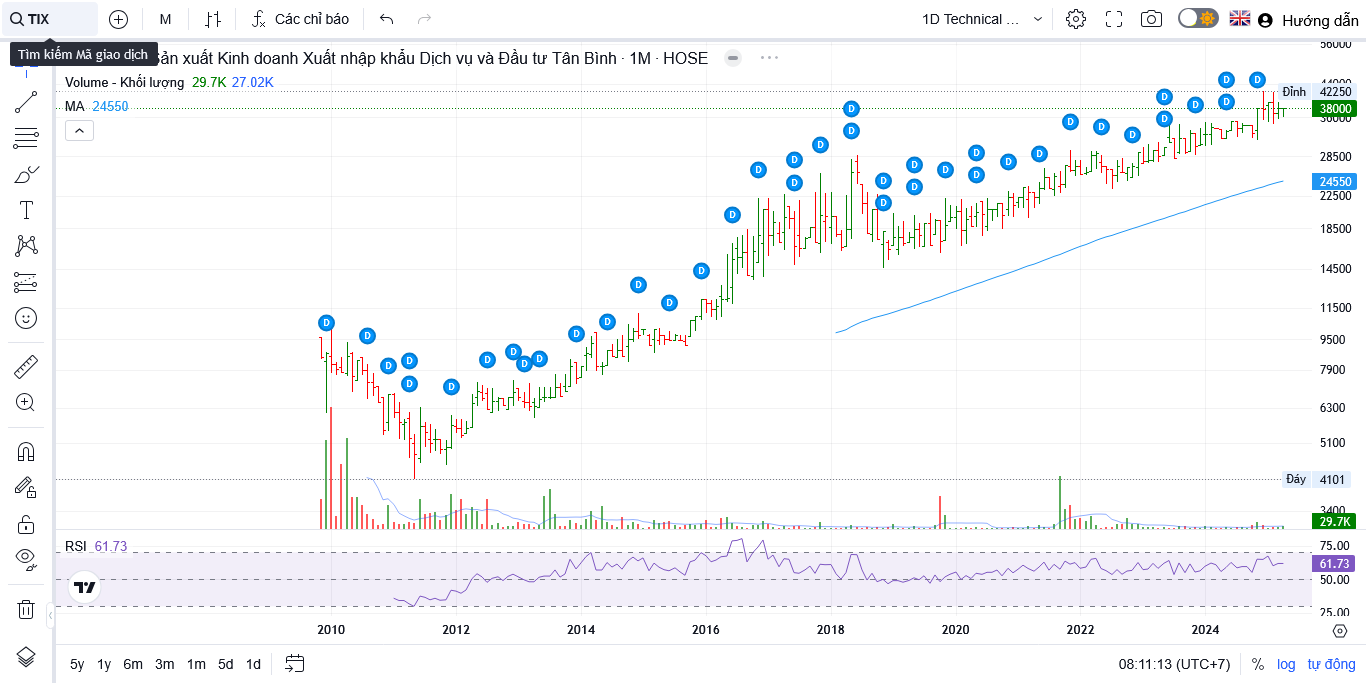 TIX
M
Các chỉ báo
1D Technical ...
Hướng dẫn
Tìm kiếm Mã giao dịch
Sản xuất Kinh doanh Xuất nhập khẩu Dịch vụ và Đầu tư Tân Bình · 1M · HOSE
Volume - Khối lượng 29.7K 27.02K
MA 24550
56000
44000
Đỉnh 42250
38000
36000
28500
24550
22500
18500
14500
11500
9500
7900
6300
5100
Đáy 4101
3400
29.7K
D D
D D D
D D D
D D D
D D
D D D D
D D D D
D D D
D D D
D
D
D
D
D
D D
D
D D
D D D
D D D
D D
RSI 61.73
75.00
61.73
50.00
25.00
2010 2012 2014 2016 2018 2020 2022 2024
5y 1y 6m 3m 1m 5d 1d
08:11:13 (UTC+7) % log tự động